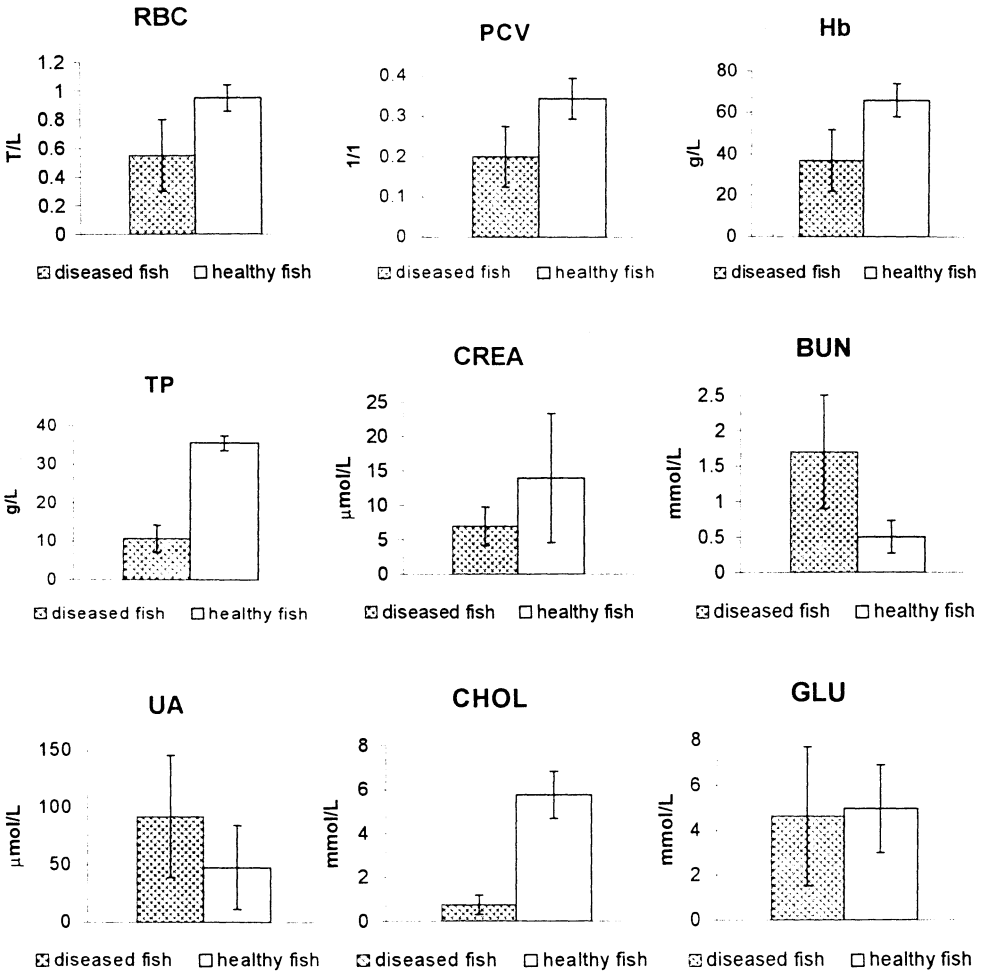 RBC
T/L
1.2
1
0.8
0.6
0.4
0.2
0
diseased fish healthy fish
PCV
1/1
0.4
0.3
0.2
0.1
0
diseased fish healthy fish
Hb
g/L
80
60
40
20
0
diseased fish healthy fish
TP
g/L
40
30
20
10
0
diseased fish healthy fish
CREA
µmol/L
25
20
15
10
5
0
diseased fish healthy fish
BUN
mmol/L
2.5
2
1.5
1
0.5
0
diseased fish healthy fish
UA
µmol/L
150
100
50
0
diseased fish healthy fish
CHOL
mmol/L
8
6
4
2
0
diseased fish healthy fish
GLU
mmol/L
8
6
4
2
0
diseased fish healthy fish